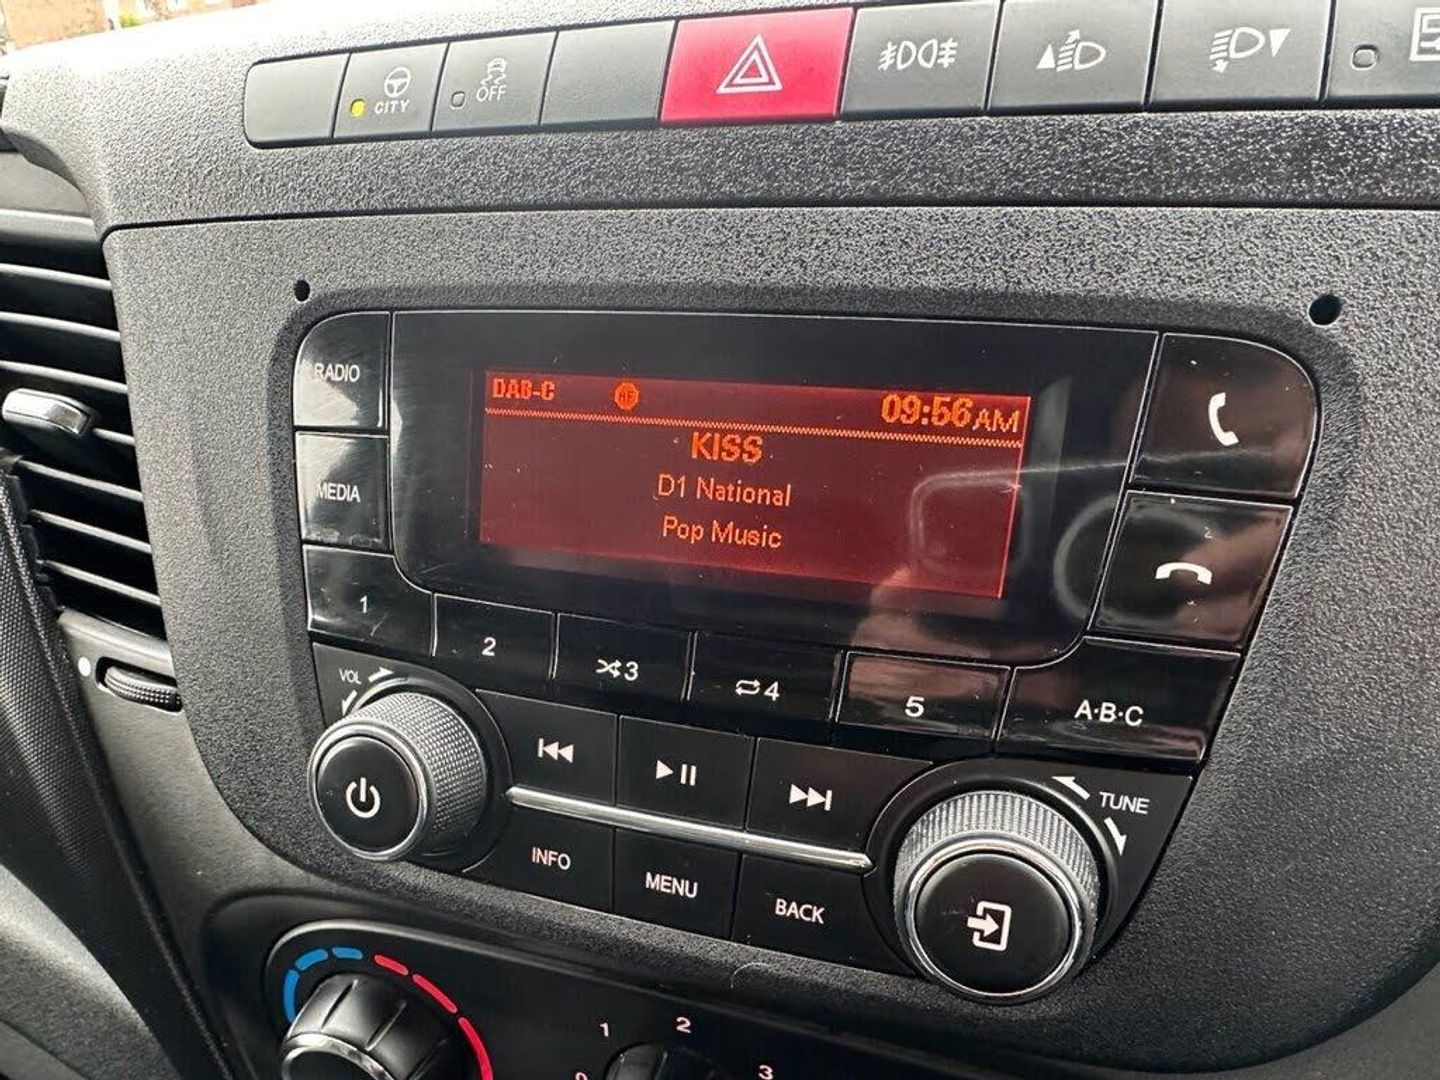 CITY
OFF
RADIO
DAB-C AF 09:56AM
KISS
MEDIA
D1 National
Pop Music
1
2
3
4
5
A·B·C
VOL
TUNE
INFO
MENU
BACK
1
2
3
0